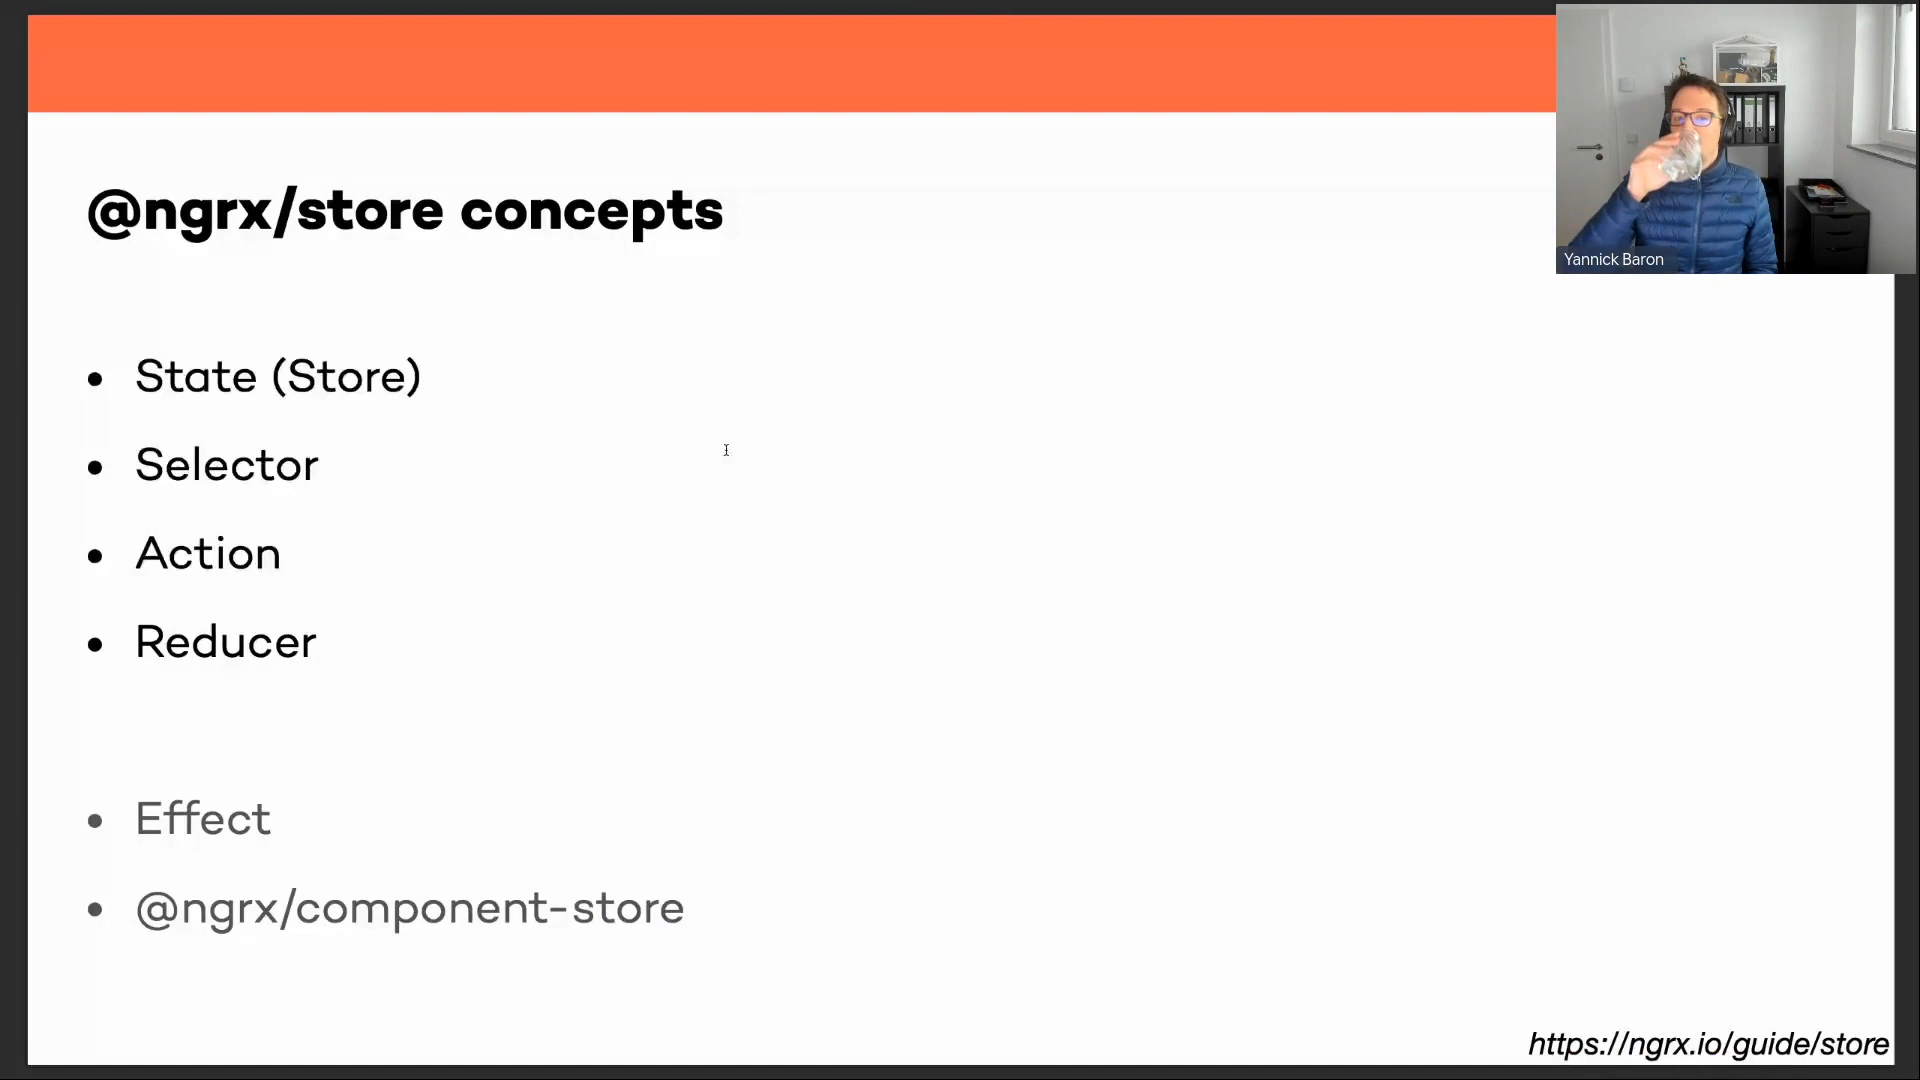 @ngrx/store concepts
Yannick Baron
• State (Store)
• Selector
• Action
• Reducer
• Effect
• @ngrx/component-store
https://ngrx.io/guide/store